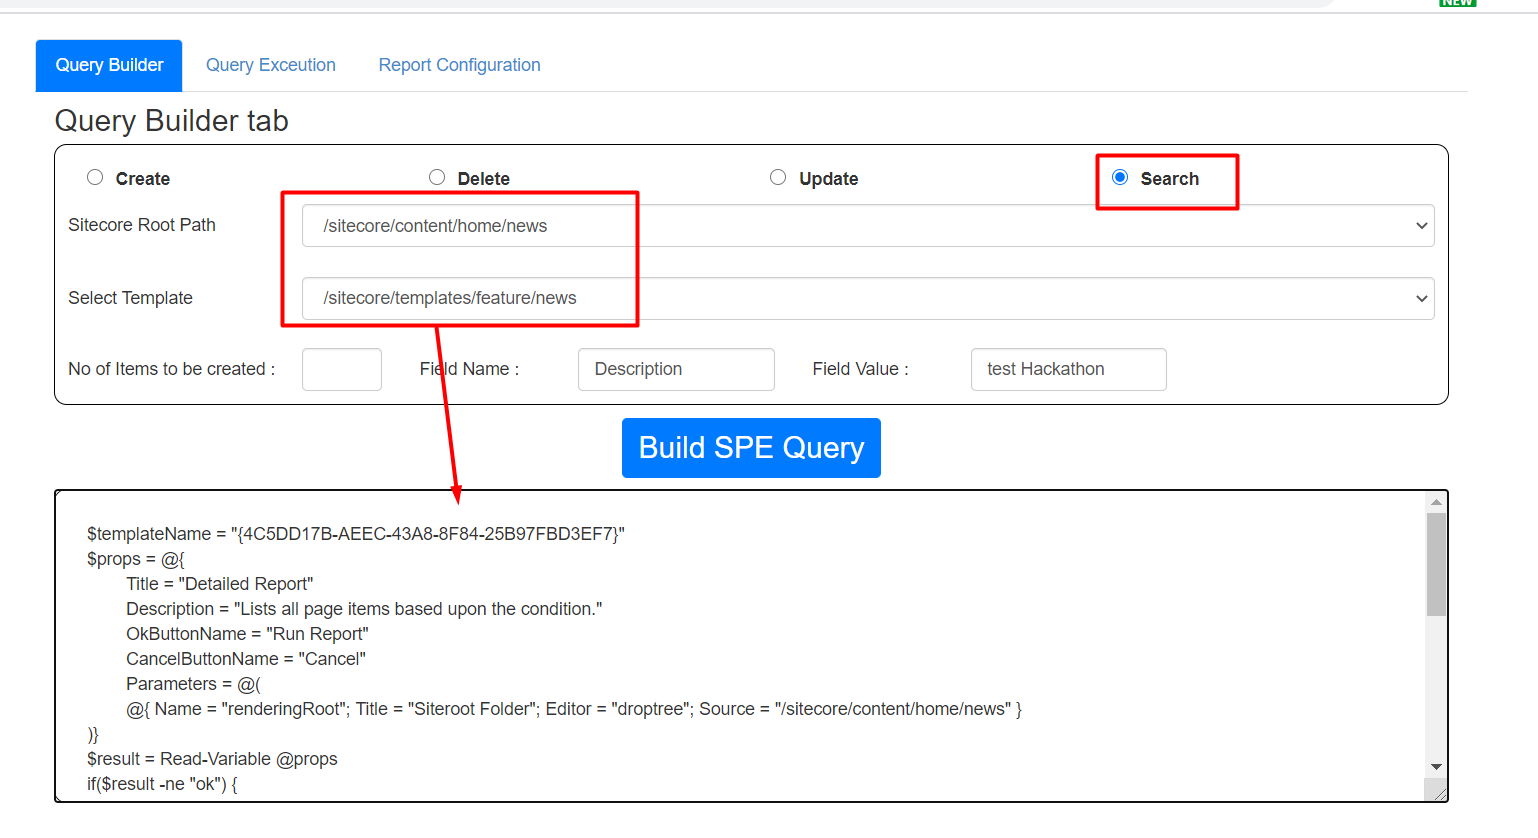 NEW
Query Builder Query Exceution Report Configuration
Query Builder tab
Create Delete Update Search
Sitecore Root Path /sitecore/content/home/news
Select Template /sitecore/templates/feature/news
No of Items to be created : Field Name : Description Field Value : test Hackathon
Build SPE Query
$templateName = "{4C5DD17B-AEEC-43A8-8F84-25B97FBD3EF7}"
$props = @{
Title = "Detailed Report"
Description = "Lists all page items based upon the condition."
OkButtonName = "Run Report"
CancelButtonName = "Cancel"
Parameters = @(
@{ Name = "renderingRoot"; Title = "Siteroot Folder"; Editor = "droptree"; Source = "/sitecore/content/home/news" }
)}
$result = Read-Variable @props
if($result -ne "ok") {